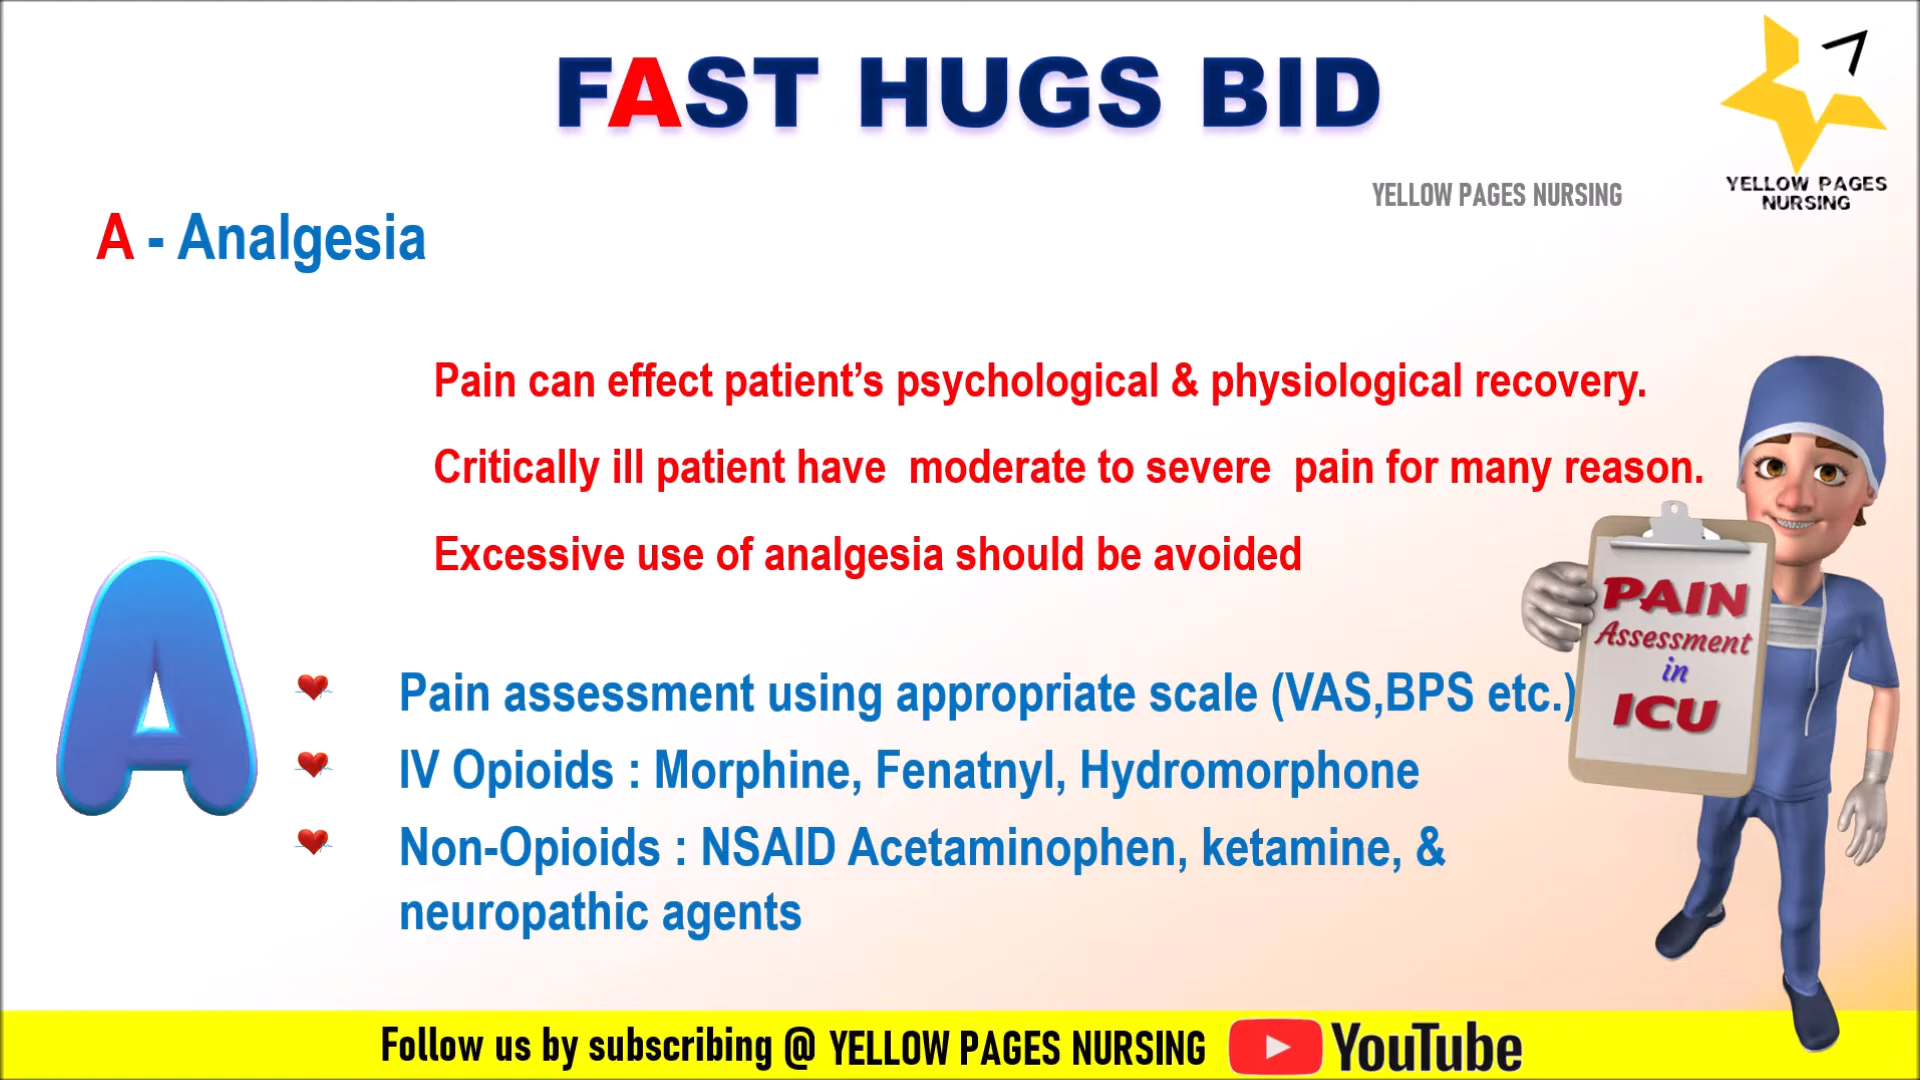 FAST HUGS BID
YELLOW PAGES NURSING
YELLOW PAGES
NURSING
A - Analgesia
Pain can effect patient’s psychological & physiological recovery.
Critically ill patient have moderate to severe pain for many reason.
Excessive use of analgesia should be avoided
PAIN
Assessment
in
ICU
A
Pain assessment using appropriate scale (VAS,BPS etc.)
IV Opioids : Morphine, Fenatnyl, Hydromorphone
Non-Opioids : NSAID Acetaminophen, ketamine, &
neuropathic agents
Follow us by subscribing @ YELLOW PAGES NURSING YouTube